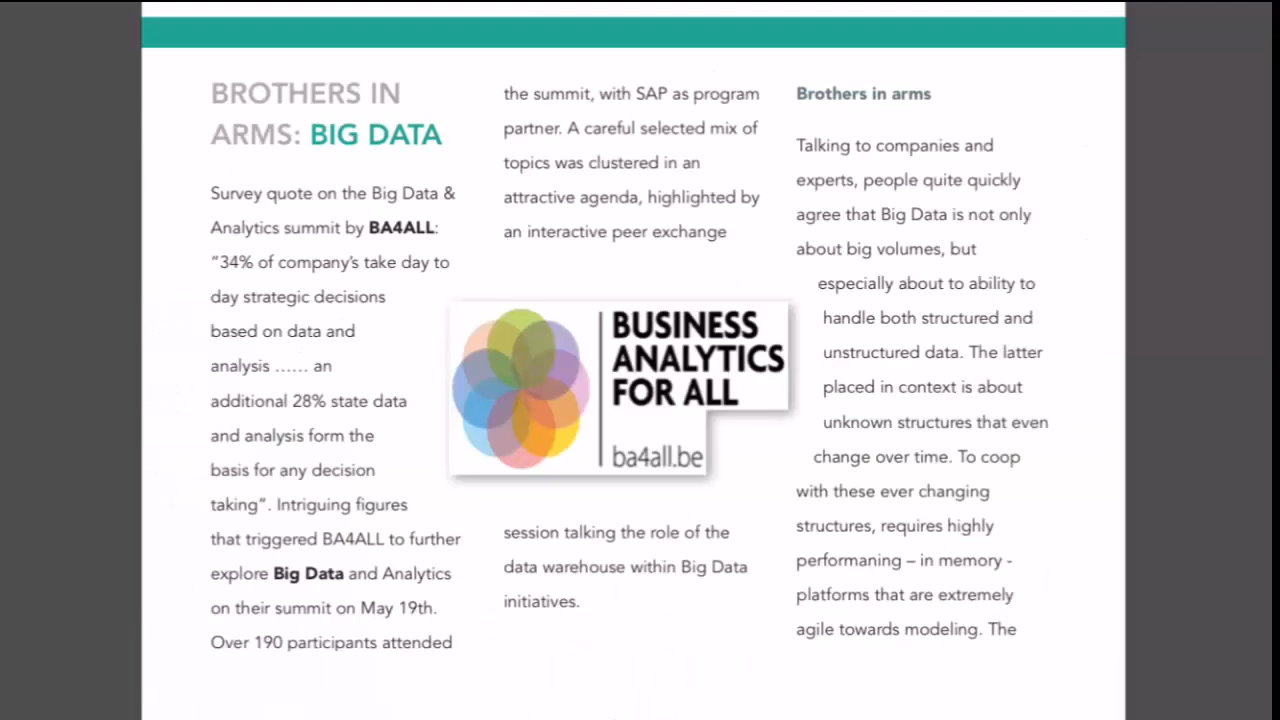 BROTHERS IN
ARMS: BIG DATA
Survey quote on the Big Data &
Analytics summit by BA4ALL:
“34% of company’s take day to
day strategic decisions
based on data and
analysis …… an
additional 28% state data
and analysis form the
basis for any decision
taking”. Intriguing figures
that triggered BA4ALL to further
explore Big Data and Analytics
on their summit on May 19th.
Over 190 participants attended
the summit, with SAP as program
partner. A careful selected mix of
topics was clustered in an
attractive agenda, highlighted by
an interactive peer exchange
BUSINESS
ANALYTICS
FOR ALL
ba4all.be
session talking the role of the
data warehouse within Big Data
initiatives.
Brothers in arms
Talking to companies and
experts, people quite quickly
agree that Big Data is not only
about big volumes, but
especially about to ability to
handle both structured and
unstructured data. The latter
placed in context is about
unknown structures that even
change over time. To coop
with these ever changing
structures, requires highly
performaning – in memory -
platforms that are extremely
agile towards modeling. The